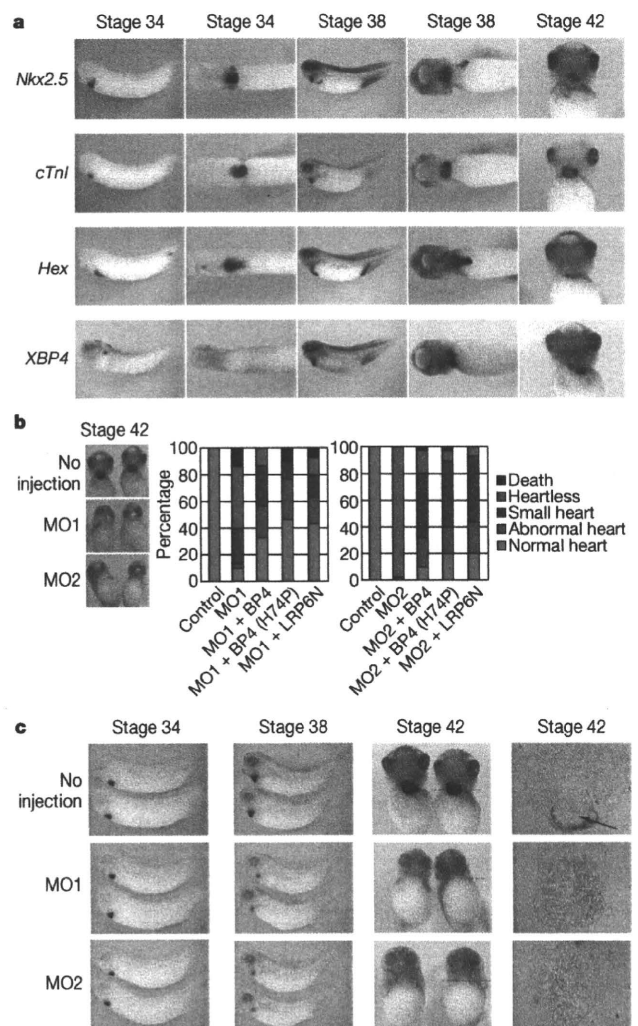 a
Stage 34 Stage 34 Stage 38 Stage 38 Stage 42
Nkx2.5
cTnI
Hex
XBP4
b
Stage 42
No injection
MO1
MO2
Percentage
100
80
60
40
20
0
Control
MO1
MO1 + BP4
MO1 + BP4 (H74P)
MO1 + LRP6N
100
80
60
40
20
0
Control
MO2
MO2 + BP4
MO2 + BP4 (H74P)
MO2 + LRP6N
Death
Heartless
Small heart
Abnormal heart
Normal heart
c
Stage 34 Stage 38 Stage 42 Stage 42
No injection
MO1
MO2